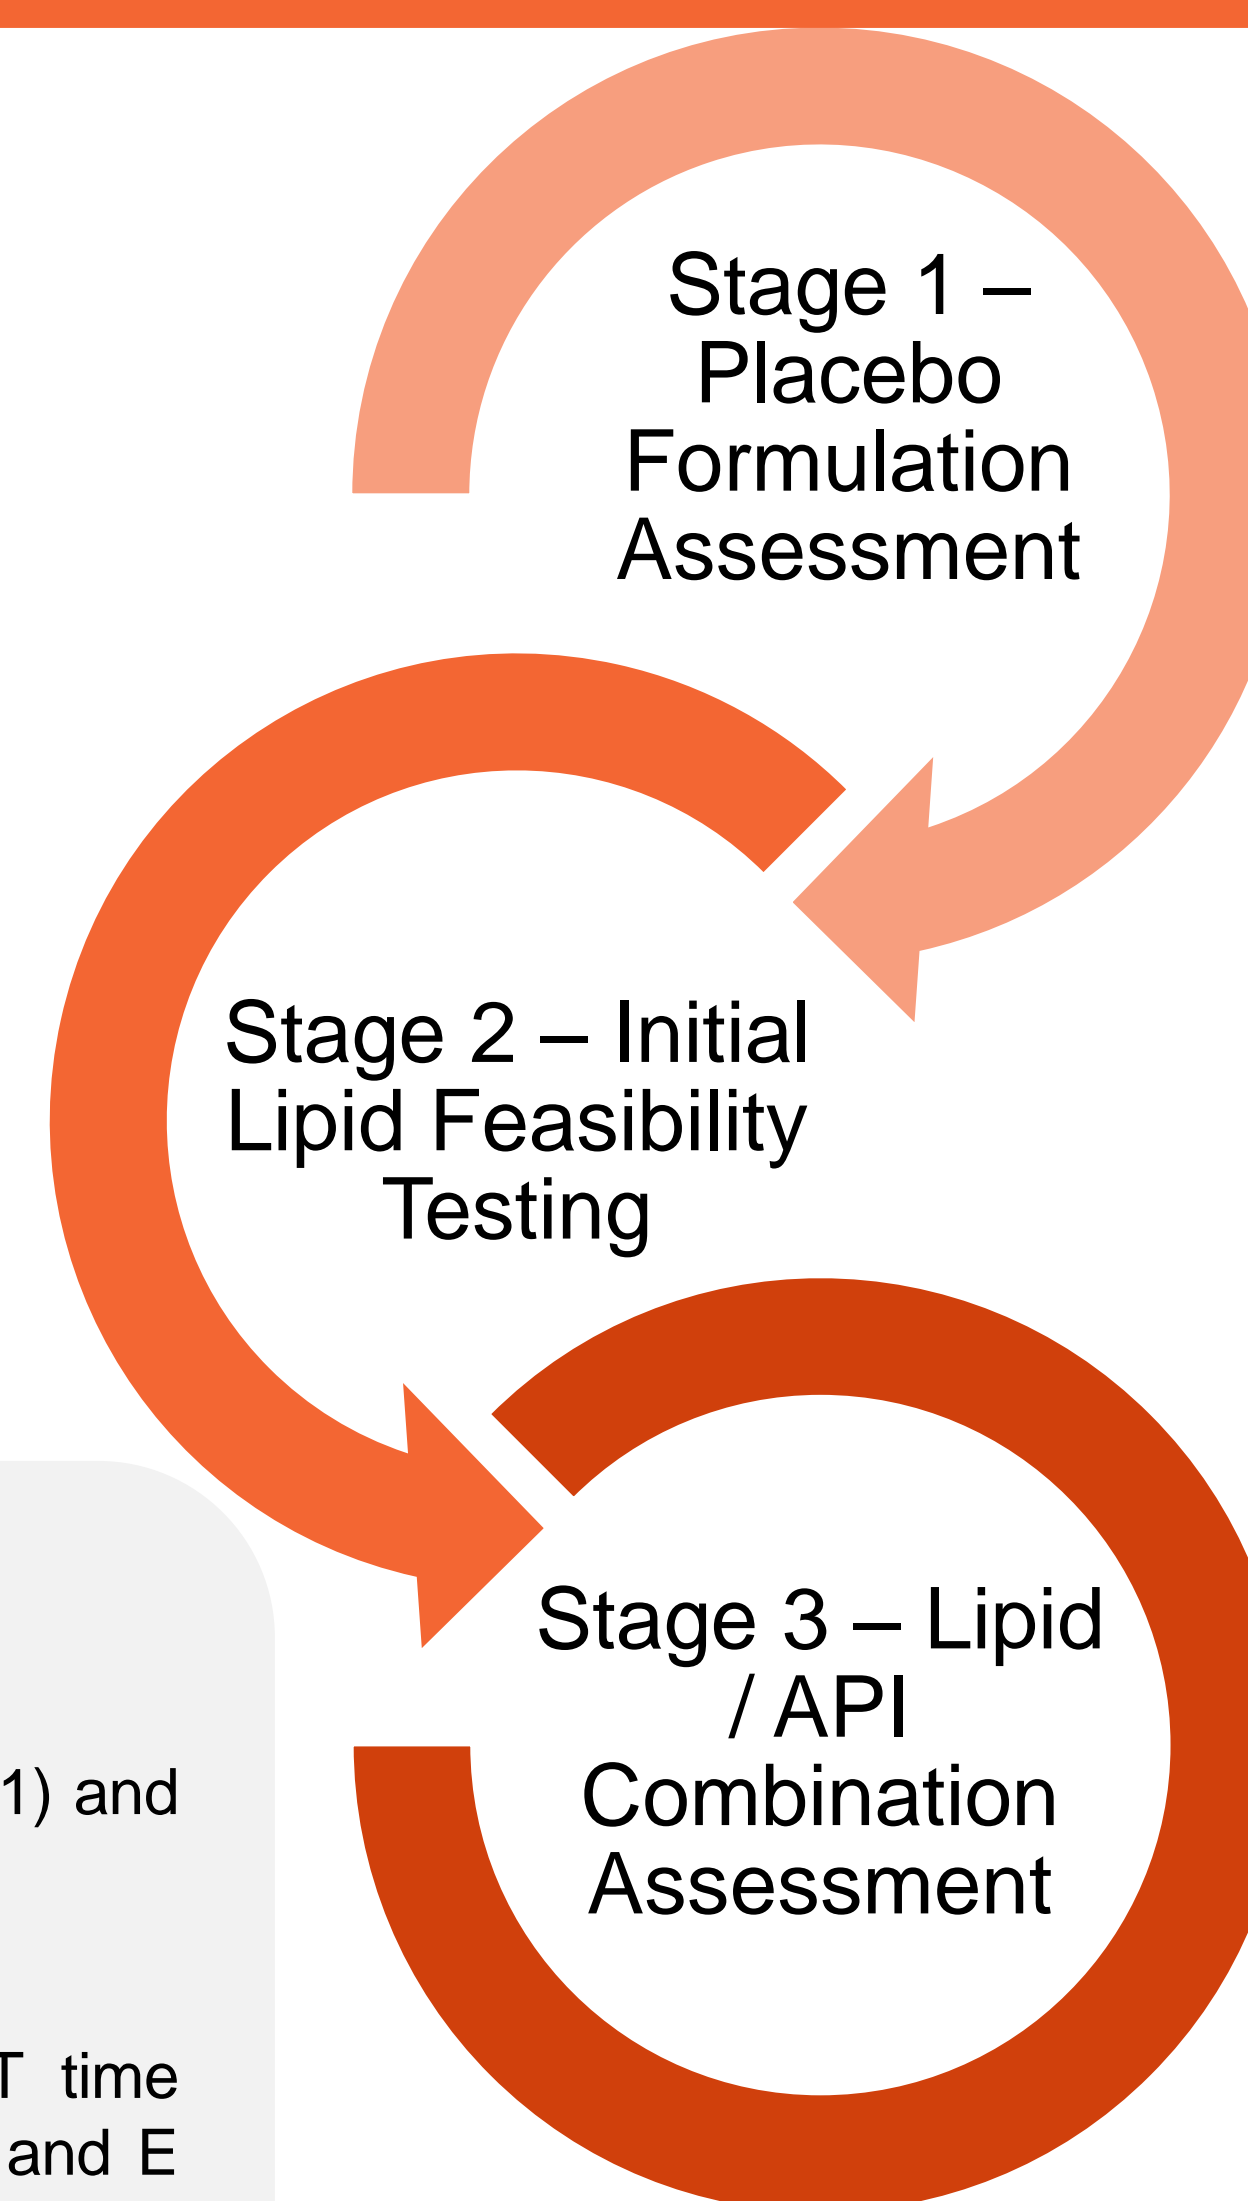 Stage 1 –
Placebo
Formulation
Assessment
Stage 2 – Initial
Lipid Feasibility
Testing
Stage 3 – Lipid
/ API
Combination
Assessment
1) and
T time
and E